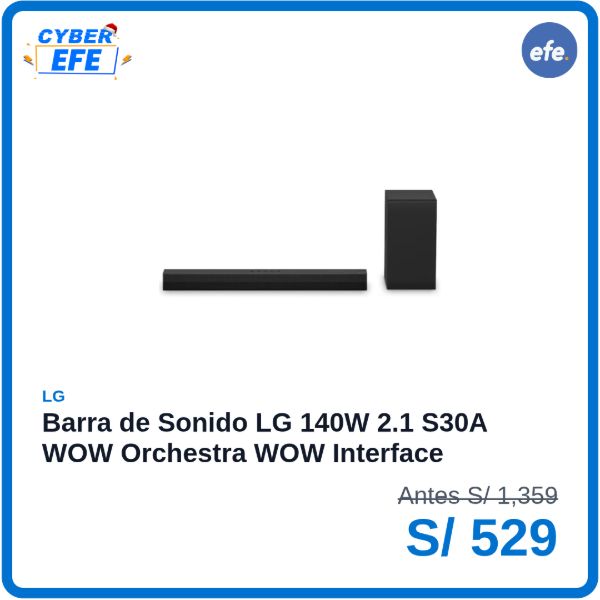 CYBER
EFE
efe.
LG
Barra de Sonido LG 140W 2.1 S30A
WOW Orchestra WOW Interface
Antes S/ 1,359
S/ 529